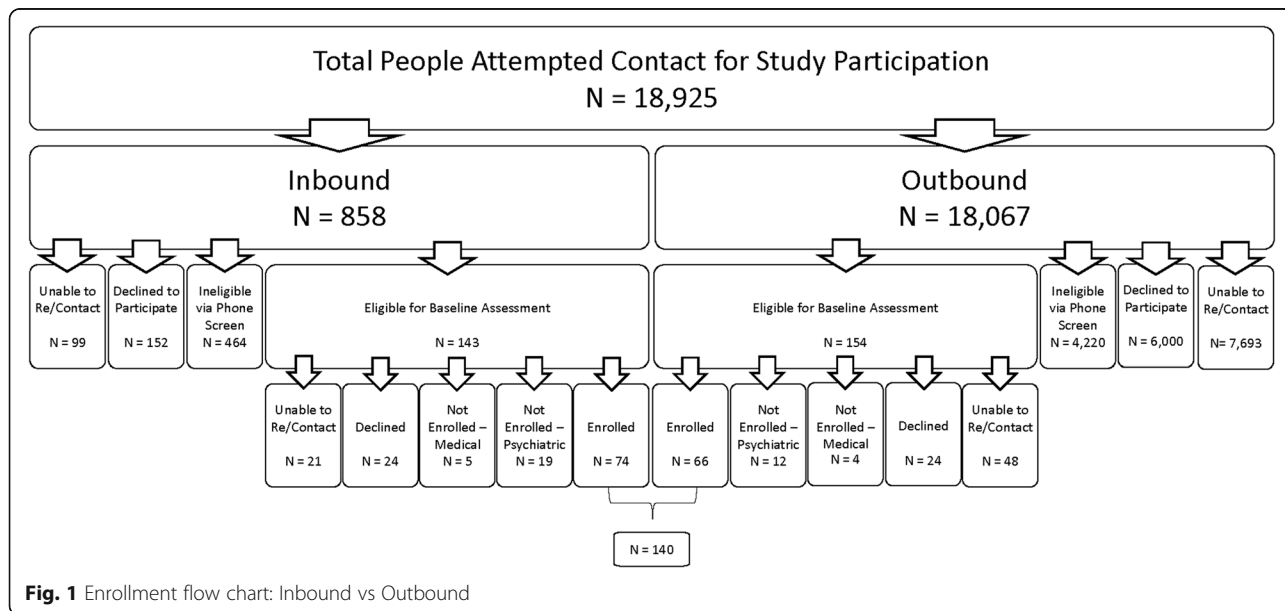 Total People Attempted Contact for Study Participation
N = 18,925
Inbound
N = 858
Outbound
N = 18,067
Unable to
Re/Contact
N = 99
Declined to
Participate
N = 152
Ineligible
via Phone
Screen
N = 464
Eligible for Baseline Assessment
N = 143
Eligible for Baseline Assessment
N = 154
Ineligible
via Phone
Screen
N = 4,220
Declined to
Participate
N = 6,000
Unable to
Re/Contact
N= 7,693
Unable to
Re/Contact
N = 21
Declined
N = 24
Not
Enrolled –
Medical
N = 5
Not
Enrolled –
Psychiatric
N = 19
Enrolled
N = 74
Enrolled
N = 66
Not
Enrolled –
Psychiatric
N = 12
Not
Enrolled –
Medical
N = 4
Declined
N = 24
Unable to
Re/Contact
N = 48
N = 140
Fig. 1 Enrollment flow chart: Inbound vs Outbound